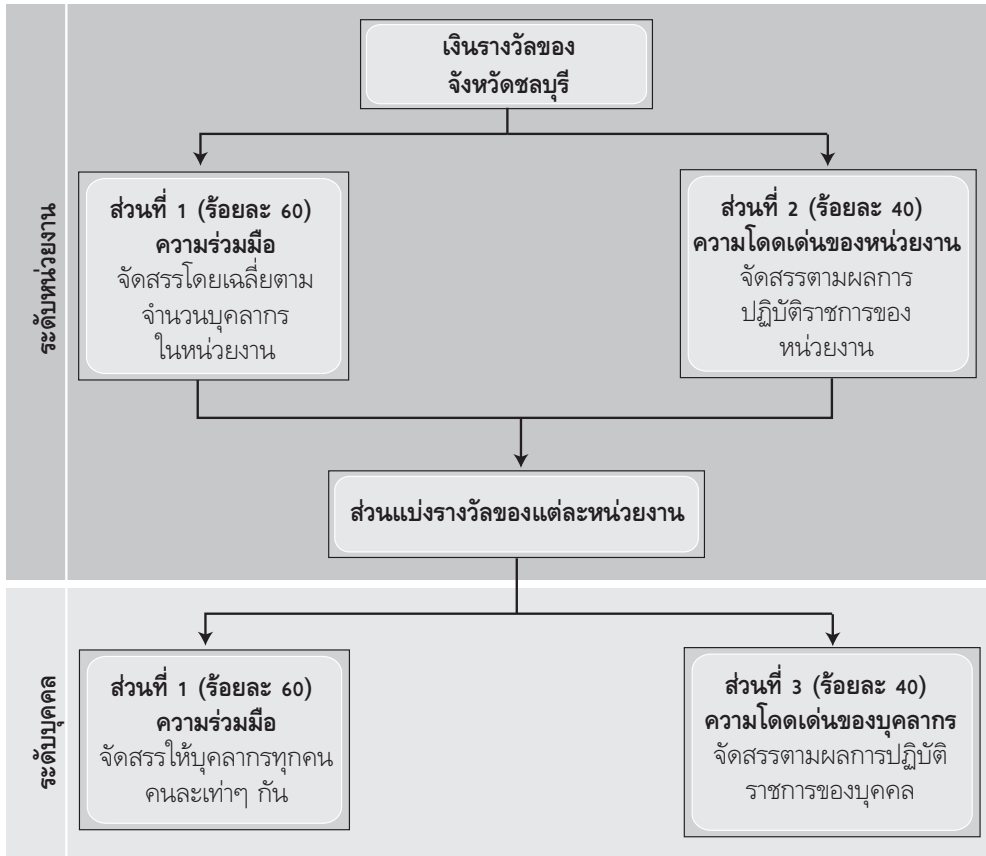 เงินรางวัลของ
จังหวัดชลบุรี
ระดับหน่วยงาน
ส่วนที่ 1 (ร้อยละ 60)
ความร่วมมือ
จัดสรรโดยเฉลี่ยตาม
จำนวนบุคลากร
ในหน่วยงาน
ส่วนที่ 2 (ร้อยละ 40)
ความโดดเด่นของหน่วยงาน
จัดสรรตามผลการ
ปฏิบัติราชการของ
หน่วยงาน
ส่วนแบ่งรางวัลของแต่ละหน่วยงาน
ระดับบุคคล
ส่วนที่ 1 (ร้อยละ 60)
ความร่วมมือ
จัดสรรให้บุคลากรทุกคน
คนละเท่าๆ กัน
ส่วนที่ 3 (ร้อยละ 40)
ความโดดเด่นของบุคลากร
จัดสรรตามผลการปฏิบัติ
ราชการของบุคคล